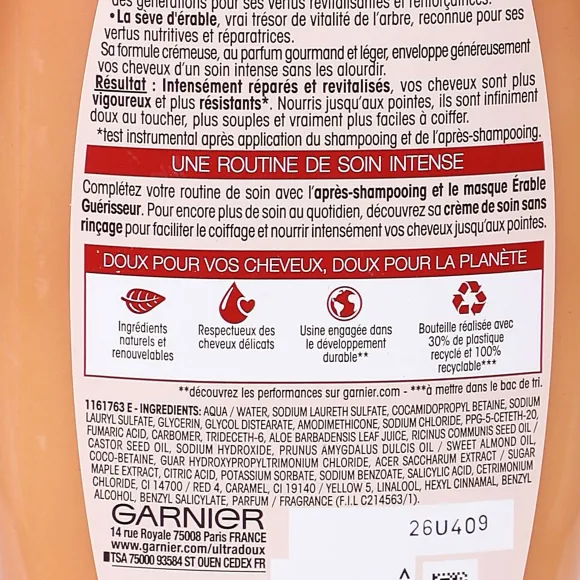 des générations pour ses vertus revitalisantes et renforçatrices.
•La sève d'érable, vrai trésor de vitalité de l'arbre, reconnue pour ses
vertus nutritives et réparatrices.
Sa formule crémeuse, au parfum gourmand et léger, enveloppe généreusement
vos cheveux d'un soin intense sans les alourdir.
Résultat : Intensément réparés et revitalisés, vos cheveux sont plus
vigoureux et plus résistants*. Nourris jusqu'aux pointes, ils sont infiniment
doux au toucher, plus souples et vraiment plus faciles à coiffer.
*test instrumental après application du shampooing et de l'après-shampooing.
UNE ROUTINE DE SOIN INTENSE
Complétez votre routine de soin avec l'après-shampooing et le masque Érable
Guérisseur. Pour encore plus de soin au quotidien, découvrez sa crème de soin sans
rinçage pour faciliter le coiffage et nourrir intensément vos cheveux jusqu'aux pointes.
DOUX POUR VOS CHEVEUX, DOUX POUR LA PLANÈTE
Ingrédients
naturels et
renouvelables
Respectueux des
cheveux délicats
Usine engagée dans
le développement
durable**
Bouteille réalisée avec
30% de plastique
recyclé et 100%
recyclable***
**découvrez les performances sur garnier.com - ***à mettre dans le bac de tri.
1161763 E - INGREDIENTS: AQUA / WATER, SODIUM LAURETH SULFATE, COCAMIDOPROPYL BETAINE, SODIUM
LAURYL SULFATE, GLYCERIN, GLYCOL DISTEARATE, AMODIMETHICONE, SODIUM CHLORIDE, PPG-5-CETETH-20,
FUMARIC ACID, CARBOMER, TRIDECETH-6, ALOE BARBADENSIS LEAF JUICE, RICINUS COMMUNIS SEED OIL /
CASTOR SEED OIL, SODIUM HYDROXIDE, PRUNUS AMYGDALUS DULCIS OIL / SWEET ALMOND OIL,
COCO-BETAINE, GUAR HYDROXYPROPYLTRIMONIUM CHLORIDE, ACER SACCHARUM EXTRACT / SUGAR
MAPLE EXTRACT, CITRIC ACID, POTASSIUM SORBATE, SODIUM BENZOATE, SALICYLIC ACID, CETRIMONIUM
CHLORIDE, CI 14700 / RED 4, CARAMEL, CI 19140 / YELLOW 5, LINALOOL, HEXYL CINNAMAL, BENZYL
ALCOHOL, BENZYL SALICYLATE, PARFUM / FRAGRANCE (F.I.L C214563/1).
GARNIER
14 rue Royale 75008 Paris FRANCE
www.garnier.com/ultradoux
TSA 75000 93584 ST OUEN CEDEX FR
26U409